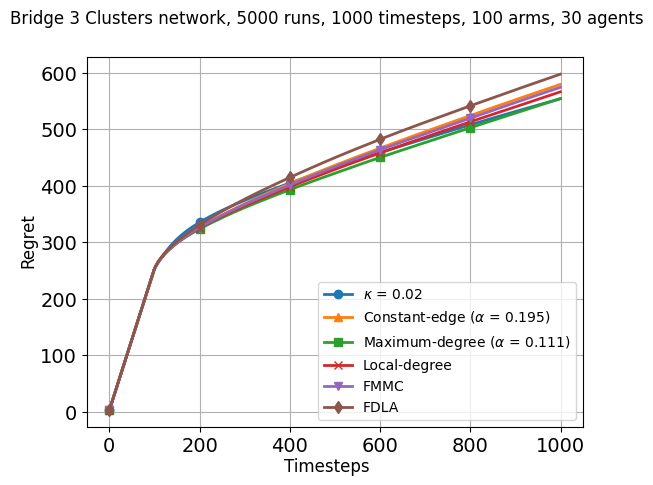 Bridge 3 Clusters network, 5000 runs, 1000 timesteps, 100 arms, 30 agents
600
500
400
300
200
100
0
Regret
κ = 0.02
Constant-edge (α = 0.195)
Maximum-degree (α = 0.111)
Local-degree
FMMC
FDLA
0 200 400 600 800 1000
Timesteps